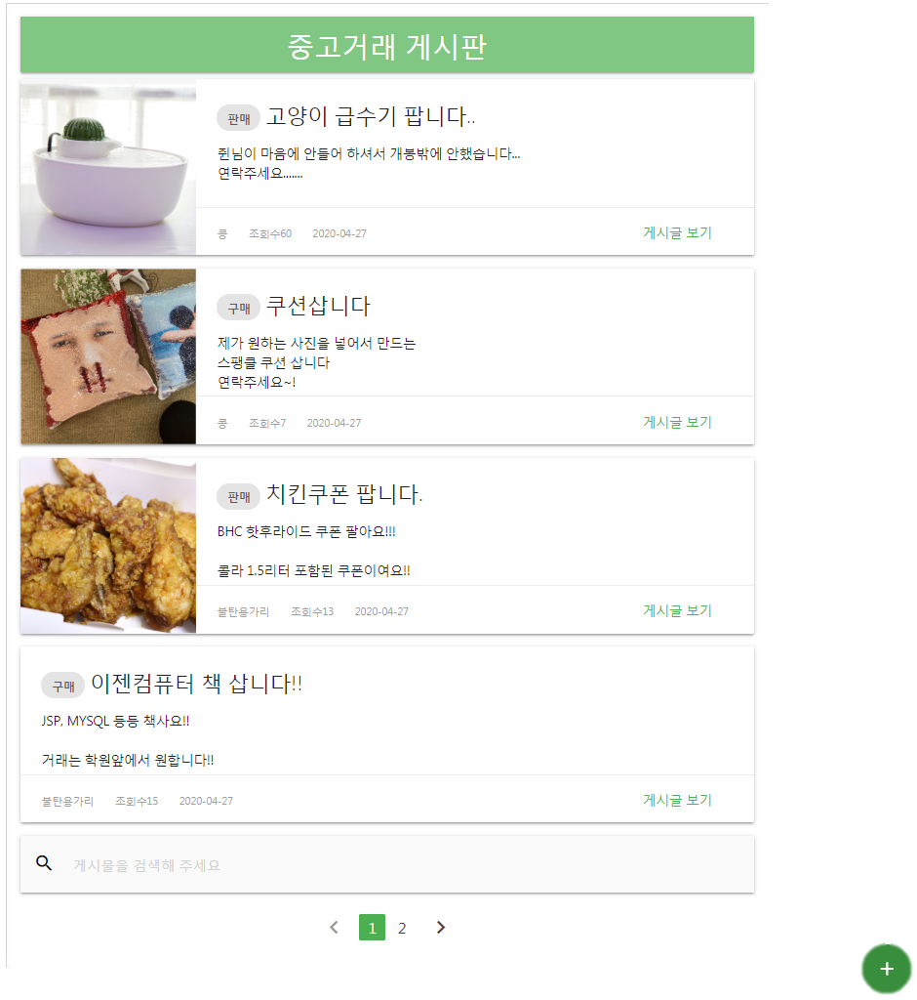 중고거래 게시판
판매 고양이 급수기 팝니다..
쥔님이 마음에 안들어 하셔서 개봉밖에 안했습니다...
연락주세요.......
콩 조회수60 2020-04-27 게시글 보기
구매 쿠션삽니다
제가 원하는 사진을 넣어서 만드는
스팽클 쿠션 삽니다
연락주세요~!
콩 조회수7 2020-04-27 게시글 보기
판매 치킨쿠폰 팝니다.
BHC 핫후라이드 쿠폰 팔아요!!!
콜라 1.5리터 포함된 쿠폰이여요!!
불탄용가리 조회수13 2020-04-27 게시글 보기
구매 이젠컴퓨터 책 삽니다!!
JSP, MYSQL 등등 책사요!!
거래는 학원앞에서 원합니다!!
불탄용가리 조회수15 2020-04-27 게시글 보기
게시물을 검색해 주세요
1 2